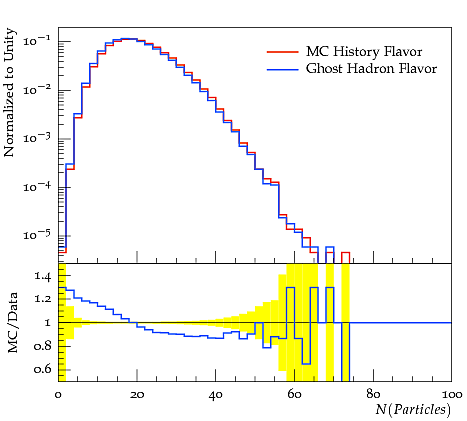 Normalized to Unity
10⁻¹
10⁻²
10⁻³
10⁻⁴
10⁻⁵
MC History Flavor
Ghost Hadron Flavor
MC/Data
1.4
1.2
1
0.8
0.6
0 20 40 60 80 100
N(Particles)